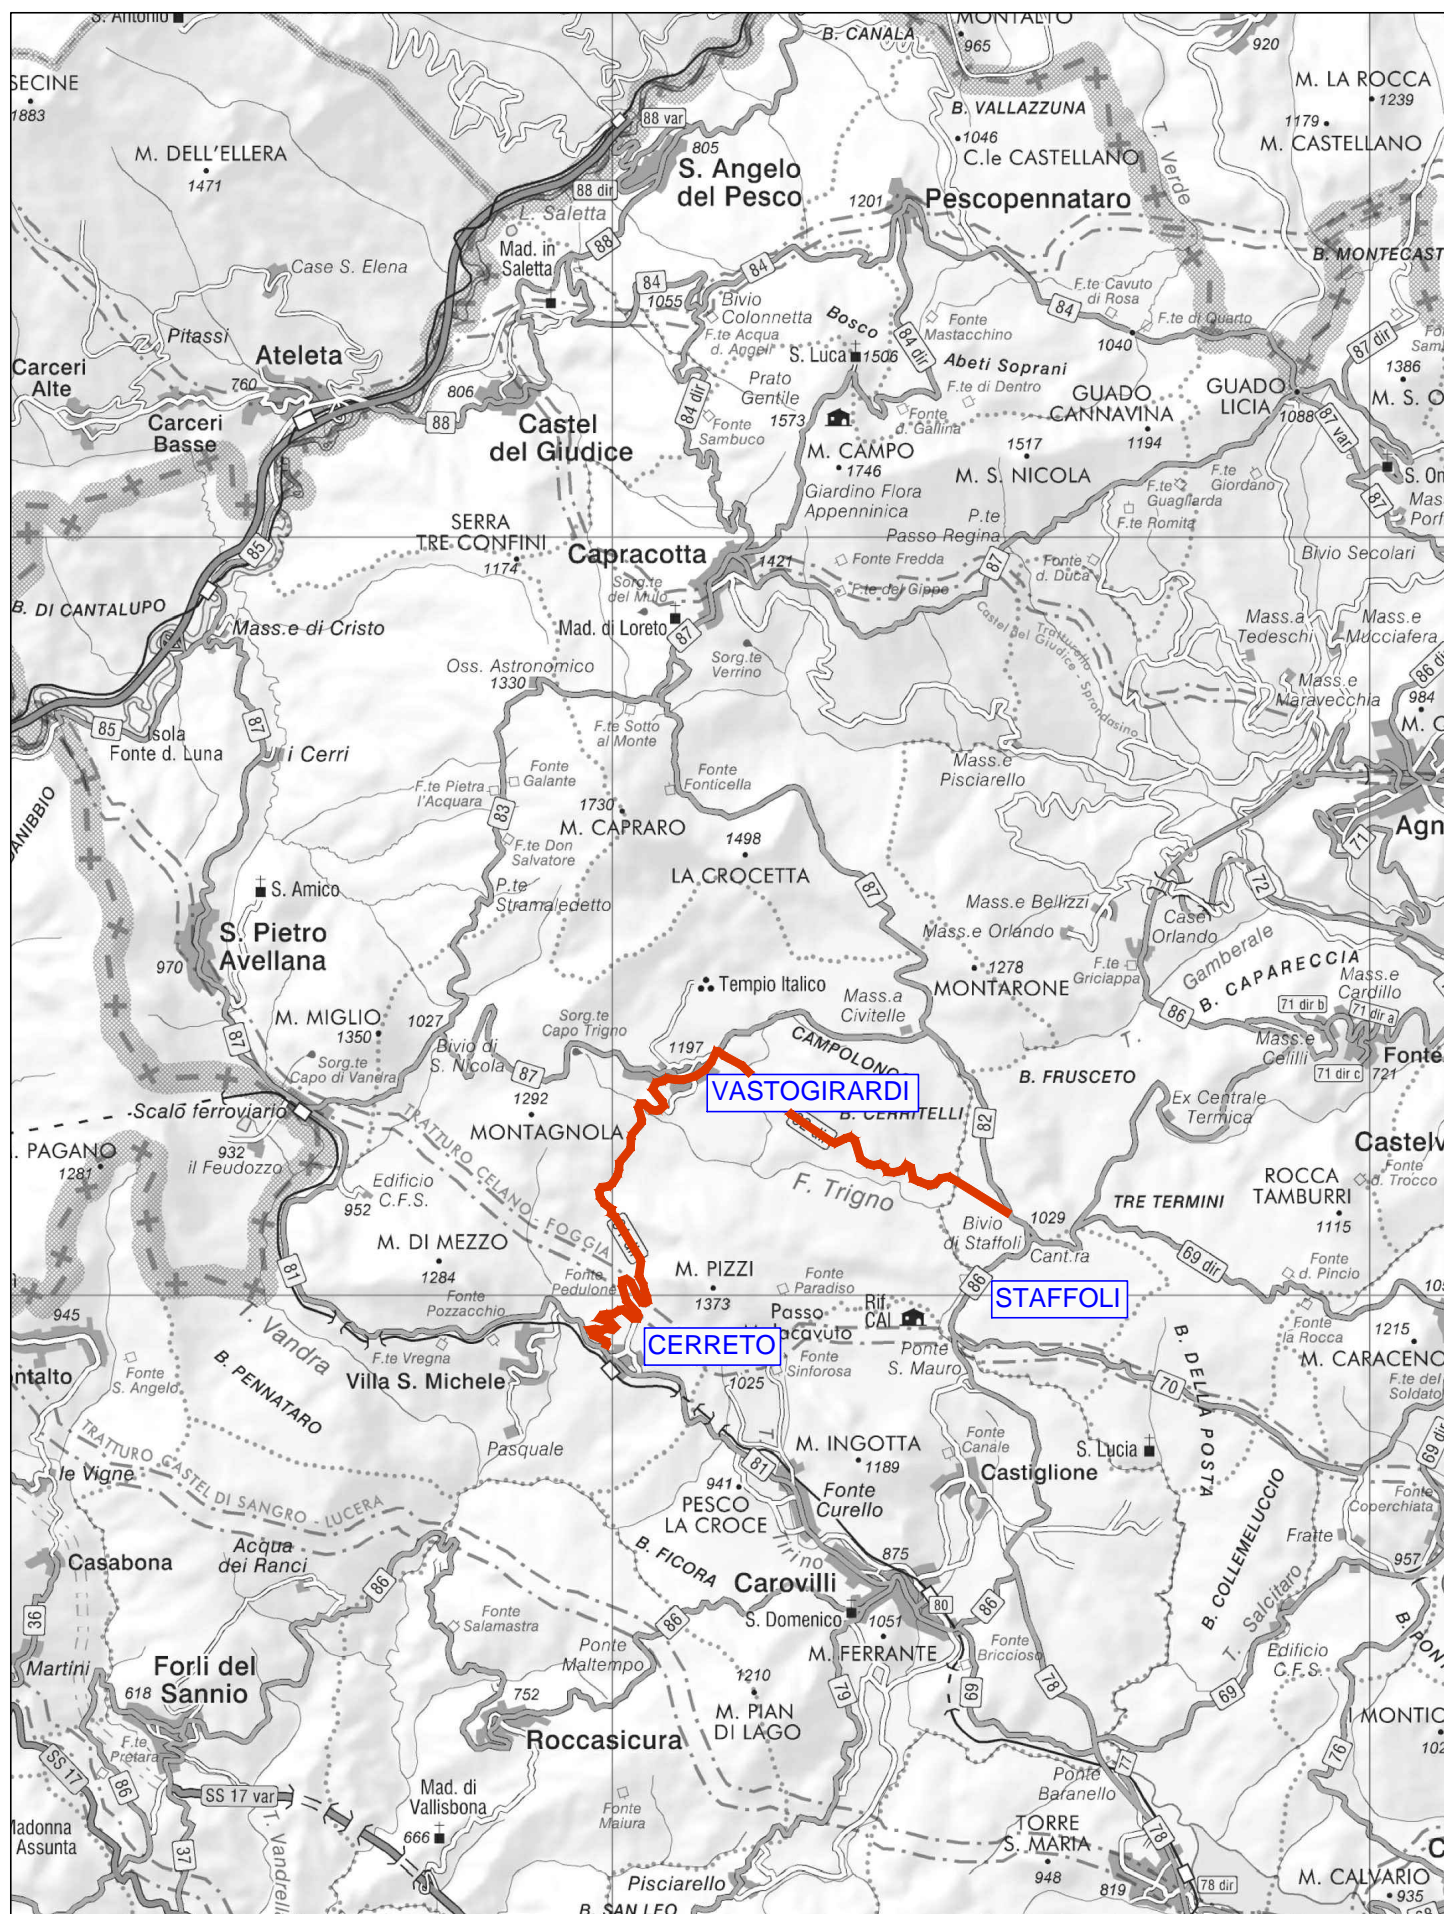 S. Antonio
MONTALTO
965
920
B. CANALA
SECINE
1883
M. LA ROCCA
1239
88 var
B. VALLAZZUNA
1179
M. CASTELLANO
M. DELL'ELLERA
1471
805
S. Angelo
del Pesco
1046
C.le CASTELLANO
T. Verde
88 dir
1201
Pescopennataro
L. Saletta
88
Mad. in
Saletta
B. MONTECAST
Case S. Elena
84
84
1055
Bivio
Colonnetta
F.te Cavuto
di Rosa
84
F.te di Quarto
Pitassi
F.te Acqua
d. Angeli
Bosco
Fonte
Mastacchino
84 dir
1040
87 dir
Carceri
Alte
Ateleta
760
S. Luca
1506
Abeti Soprani
1386
M. S. O
806
84 dir
Prato
Gentile
1573
F.te di Dentro
GUADO
CANNAVINA
1194
GUADO
LICIA
1088
Carceri
Basse
88
Castel
del Giudice
Fonte
Sambuco
Fonte
d. Gallina
87 var
M. CAMPO
1746
1517
M. S. NICOLA
S. On
Giardino Flora
Appenninica
F.te
Guagliarda
F.te
Giordano
87
F.te Romita
SERRA
TRE CONFINI
1174
P.te
Passo Regina
Bivio Secolari
85
Capracotta
1421
Fonte Fredda
87
Fonte
d. Duca
B. DI CANTALUPO
Sorg.te
del Mulo
F.te del Gippe
Mass.e di Cristo
Mad. di Loreto
87
Tratturello
Castel del Giudice - Sprondasino
Mass.a
Tedeschi
Mass.e
Mucciafera
Sorg.te
Verrino
Oss. Astronomico
1330
Mass.e
Maravecchia
984
85
Isola
Fonte d. Luna
87
i Cerri
F.te Sotto
al Monte
Fonte
Galante
Fonte
Fonticella
Mass.e
Pisciarello
F.te Pietra
l'Acquara
83
1730
M. CAPRARO
F.te Don
Salvatore
1498
LA CROCETTA
Agn
71
87
72
S. Amico
P.te
Stramaledetto
Mass.e Bellizzi
Mass.e Orlando
Case
Orlando
S. Pietro
Avellana
970
F.te
Griciappa
Gamberale
B. CAPARECCIA
Tempio Italico
1278
MONTARONE
Mass.a
Civitelle
T.
86
71 dir b
71 dir a
Mass.e
Cardillo
M. MIGLIO
1350
1027
Bivio di
S. Nicola
Sorg.te
Capo Trigno
1197
CAMPOLONGO
Mass.e
Celilli
Fonte
71 dir c
721
87
Sorg.te
Capo di Vandra
87
1292
MONTAGNOLA
VASTOGIRARDI
B. FRUSCETO
B. CERRITELLI
82
Ex Centrale
Termica
Scalo ferroviario
PAGANO
1281
932
il Feudozzo
TRATTURO CELANO - FOGGIA
Castelv
Edificio
C.F.S.
952
F. Trigno
ROCCA
TAMBURRI
1115
Fonte
d. Trocco
TRE TERMINI
M. DI MEZZO
1284
Bivio
di Staffoli
1029
Cant.ra
69 dir
81
Fonte
Pedulone
M. PIZZI
1373
Fonte
Paradiso
86
STAFFOLI
F.te
d. Pincio
945
Fonte
Pozzacchio
Rif.
CAI
Fonte
la Rocca
1215
T. Vandra
CERRETO
Passo
M. CARACENO
ntalto
Fonte
S. Angelo
F.te Vregna
Villa S. Michele
1025
Fonte
Sinforosa
Ponte
S. Mauro
B. DELLA POSTA
F.te del
Soldato
B. PENNATARO
70
Pasquale
M. INGOTTA
1189
Fonte
Canale
S. Lucia
69 dir
le Vigne
TRATTURO CASTEL DI SANGRO - LUCERA
81
941
PESCO
LA CROCE
Fonte
Curello
Castiglione
Fonte
Coperchiata
B. COLLEMELUCCIO
Fratte
Casabona
Acqua
dei Ranci
86
B. FICORA
875
957
36
Carovilli
80
86
Fonte
Salamastra
86
S. Domenico
1051
M. FERRANTE
Fonte
Briccioso
T. Salcitaro
Edificio
C.F.S.
Martini
Forlì del
Sannio
618
Ponte
Maltempo
1210
M. PIAN
DI LAGO
79
69
78
69
752
Roccasicura
F.te
Pretara
76
77
SS 17
86
SS 17 var
Mad. di
Vallisbona
666
Fonte
Maiura
Ponte
Baranello
T. Vandrella
Madonna
Assunta
37
TORRE
S. MARIA
948
78
819
78 dir
M. CALVARIO
935
Pisciarello
B. SAN LEO